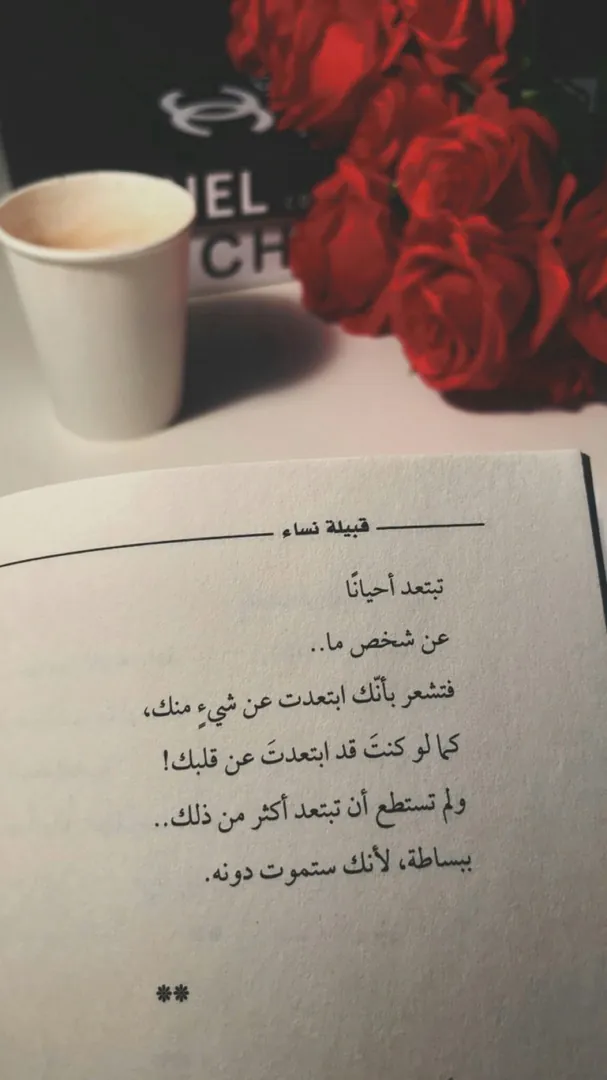 NEL
CH
قبيلة نساء
تبتعد أحيانًا
عن شخص ما..
فتشعر بأنّك ابتعدت عن شيءٍ منك،
كما لو كنتَ قد ابتعدتَ عن قلبك!
ولم تستطع أن تبتعد أكثر من ذلك..
ببساطة، لأنك ستموت دونه.
**